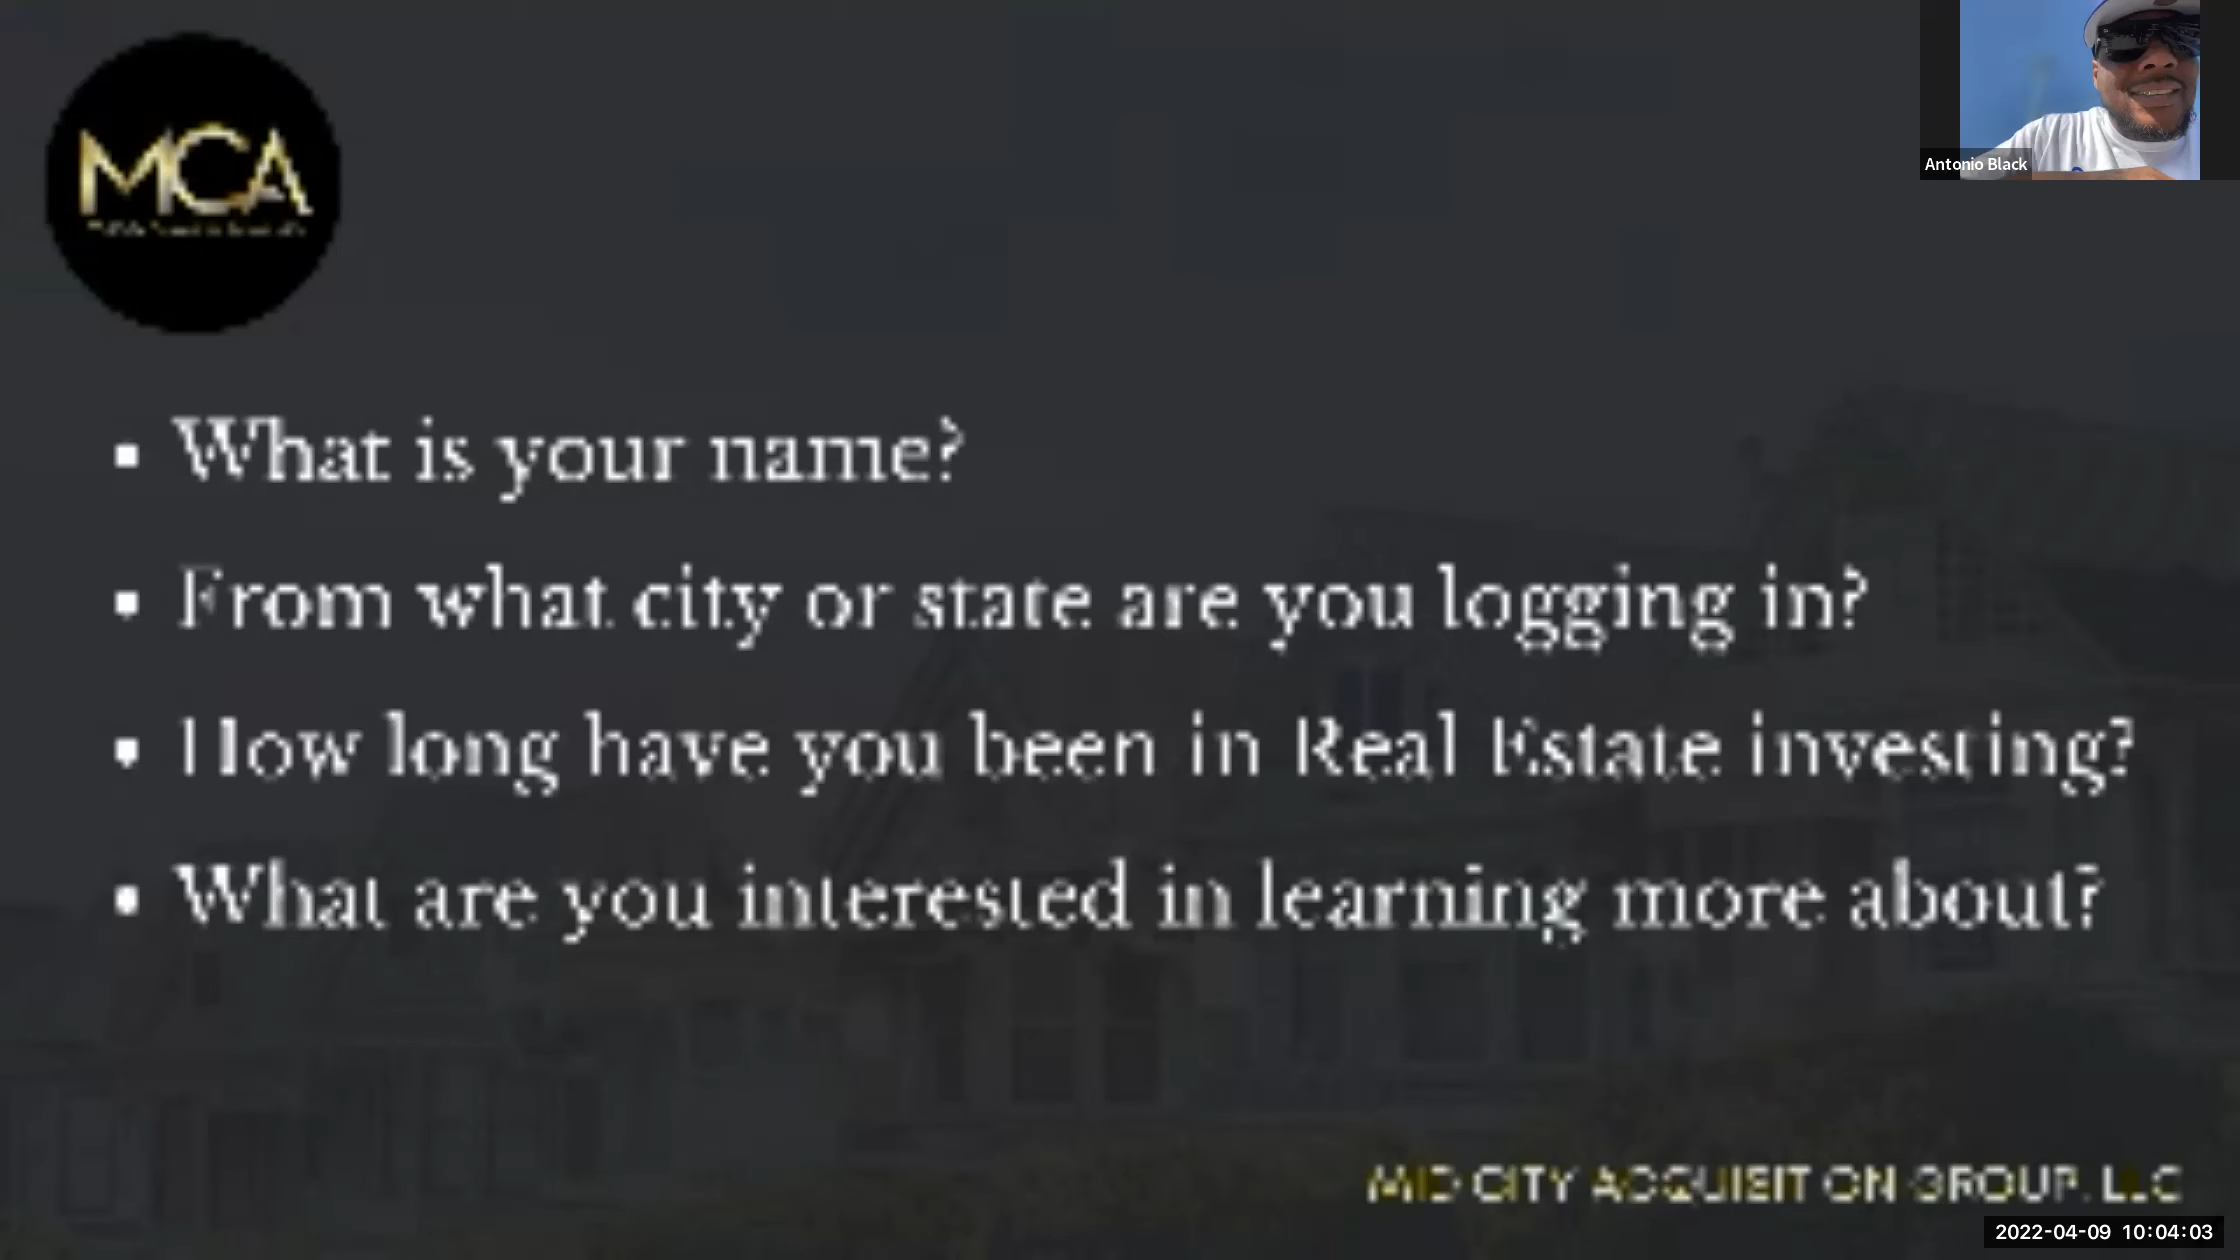 MCA
Antonio Black
▪ What is your name?
▪ From what city or state are you logging in?
▪ How long have you been in Real Estate investing?
▪ What are you interested in learning more about?
MID CITY ACQUISITION GROUP, LLC
2022-04-09 10:04:03